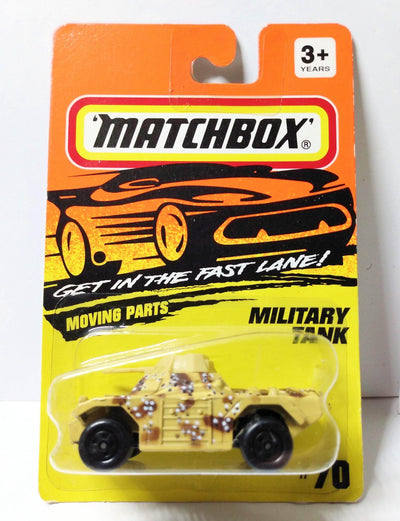 3+
YEARS
'MATCHBOX'®
GET IN THE FAST LANE!
MOVING PARTS
MILITARY
TANK
#70